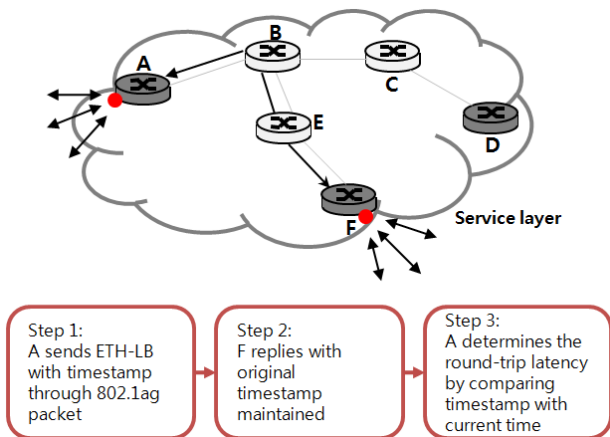 B
A
C
E
D
F
Service layer
Step 1:
A sends ETH-LB
with timestamp
through 802.1ag
packet
Step 2:
F replies with
original
timestamp
maintained
Step 3:
A determines the
round-trip latency
by comparing
timestamp with
current time